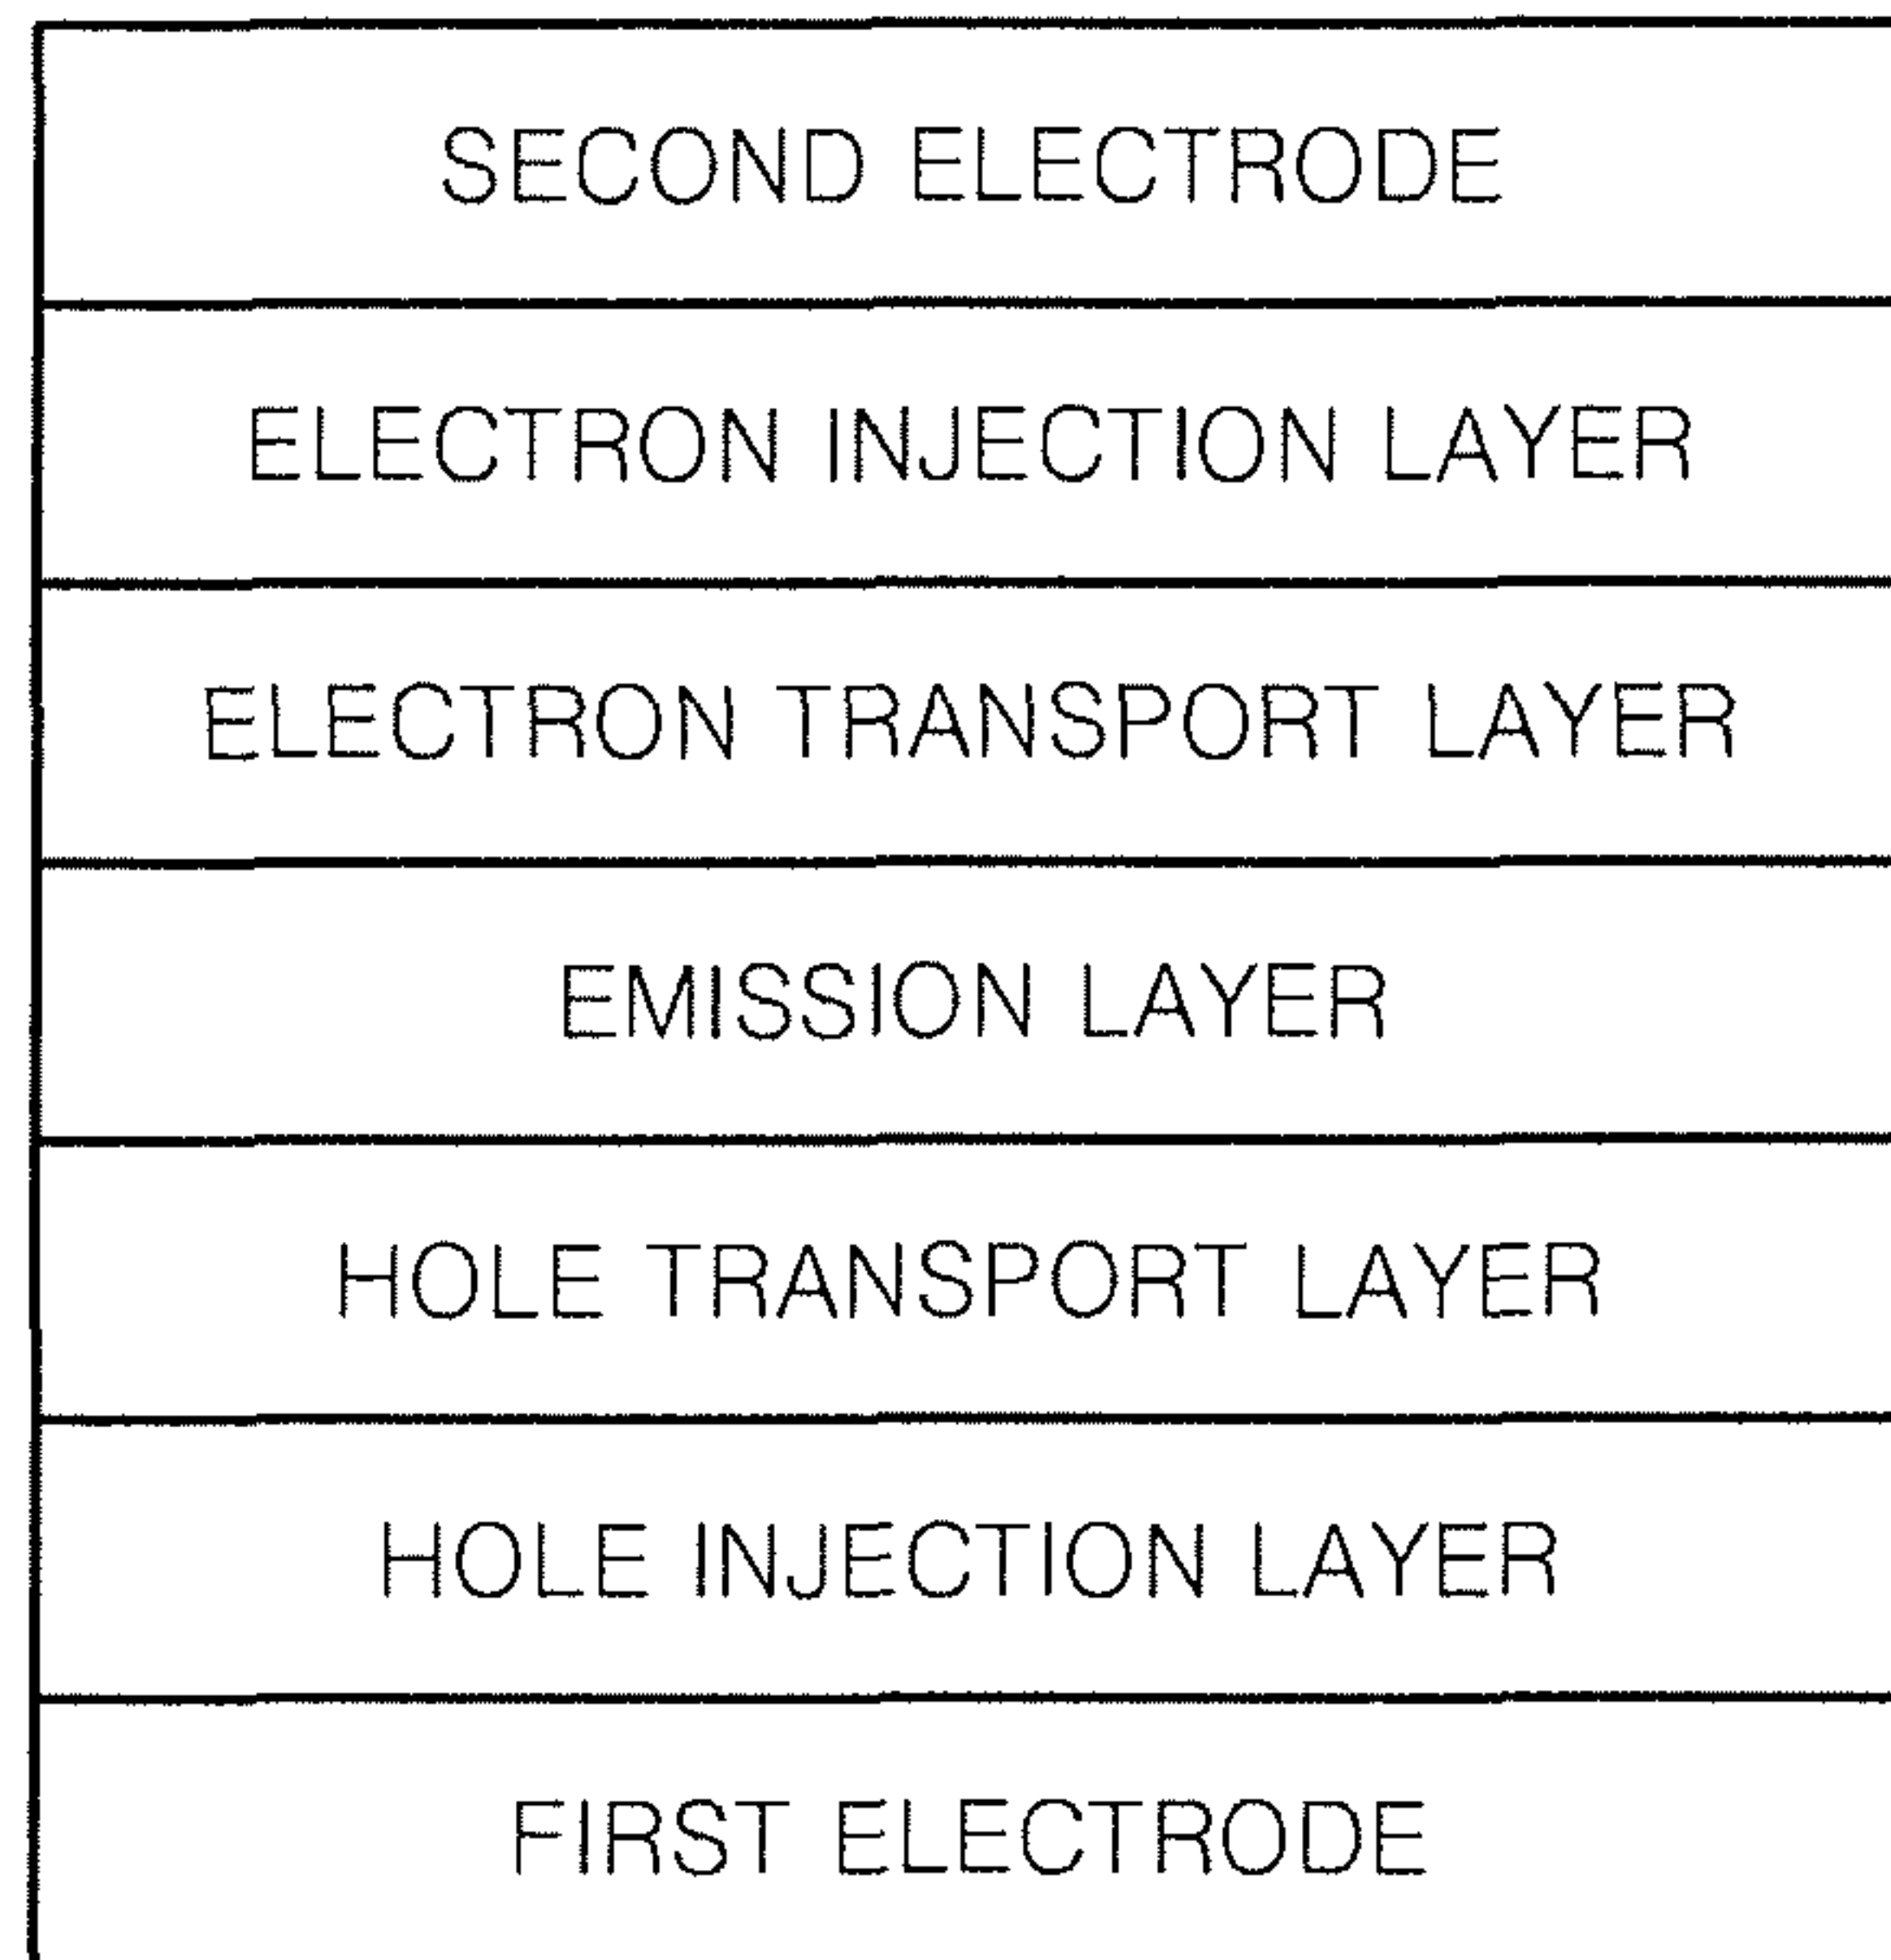 SECOND ELECTRODE
ELECTRON INJECTION LAYER
ELECTRON TRANSPORT LAYER
EMISSION LAYER
HOLE TRANSPORT LAYER
HOLE INJECTION LAYER
FIRST ELECTRODE